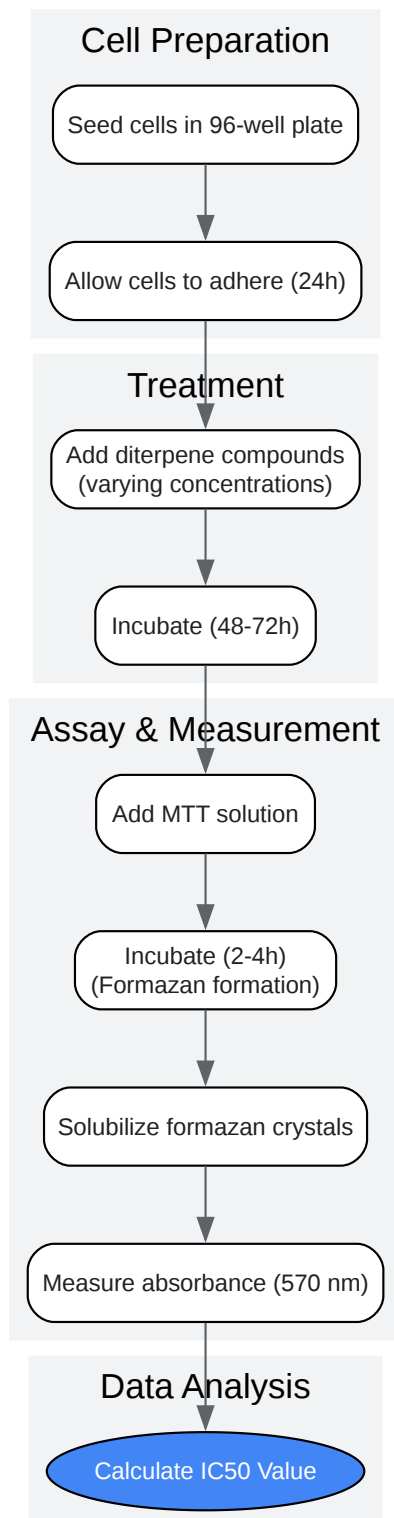 Cell Preparation
Seed cells in 96-well plate
Allow cells to adhere (24h)
Treatment
Add diterpene compounds
(varying concentrations)
Incubate (48-72h)
Assay & Measurement
Add MTT solution
Incubate (2-4h)
(Formazan formation)
Solubilize formazan crystals
Measure absorbance (570 nm)
Data Analysis
Calculate IC50 Value